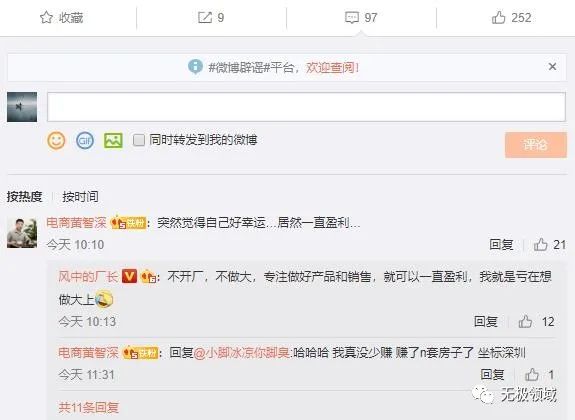 收藏 9 97 252
#微博辟谣#平台，欢迎查阅！ ×
GIF 同时转发到我的微博 评论
按热度 按时间
电商黄智深 铁粉：突然觉得自己好幸运...居然一直盈利...
今天 10:10 回复 21
风中的厂长 V：不开厂，不做大，专注做好产品和销售，就可以一直盈利，我就是亏在想
做大上
今天 10:13 回复 12
电商黄智深 铁粉：回复@小脚冰凉你脚臭:哈哈哈 我真没少赚 赚了n套房子了 坐标深圳
今天 11:31 回复 1
共11条回复
无极领域